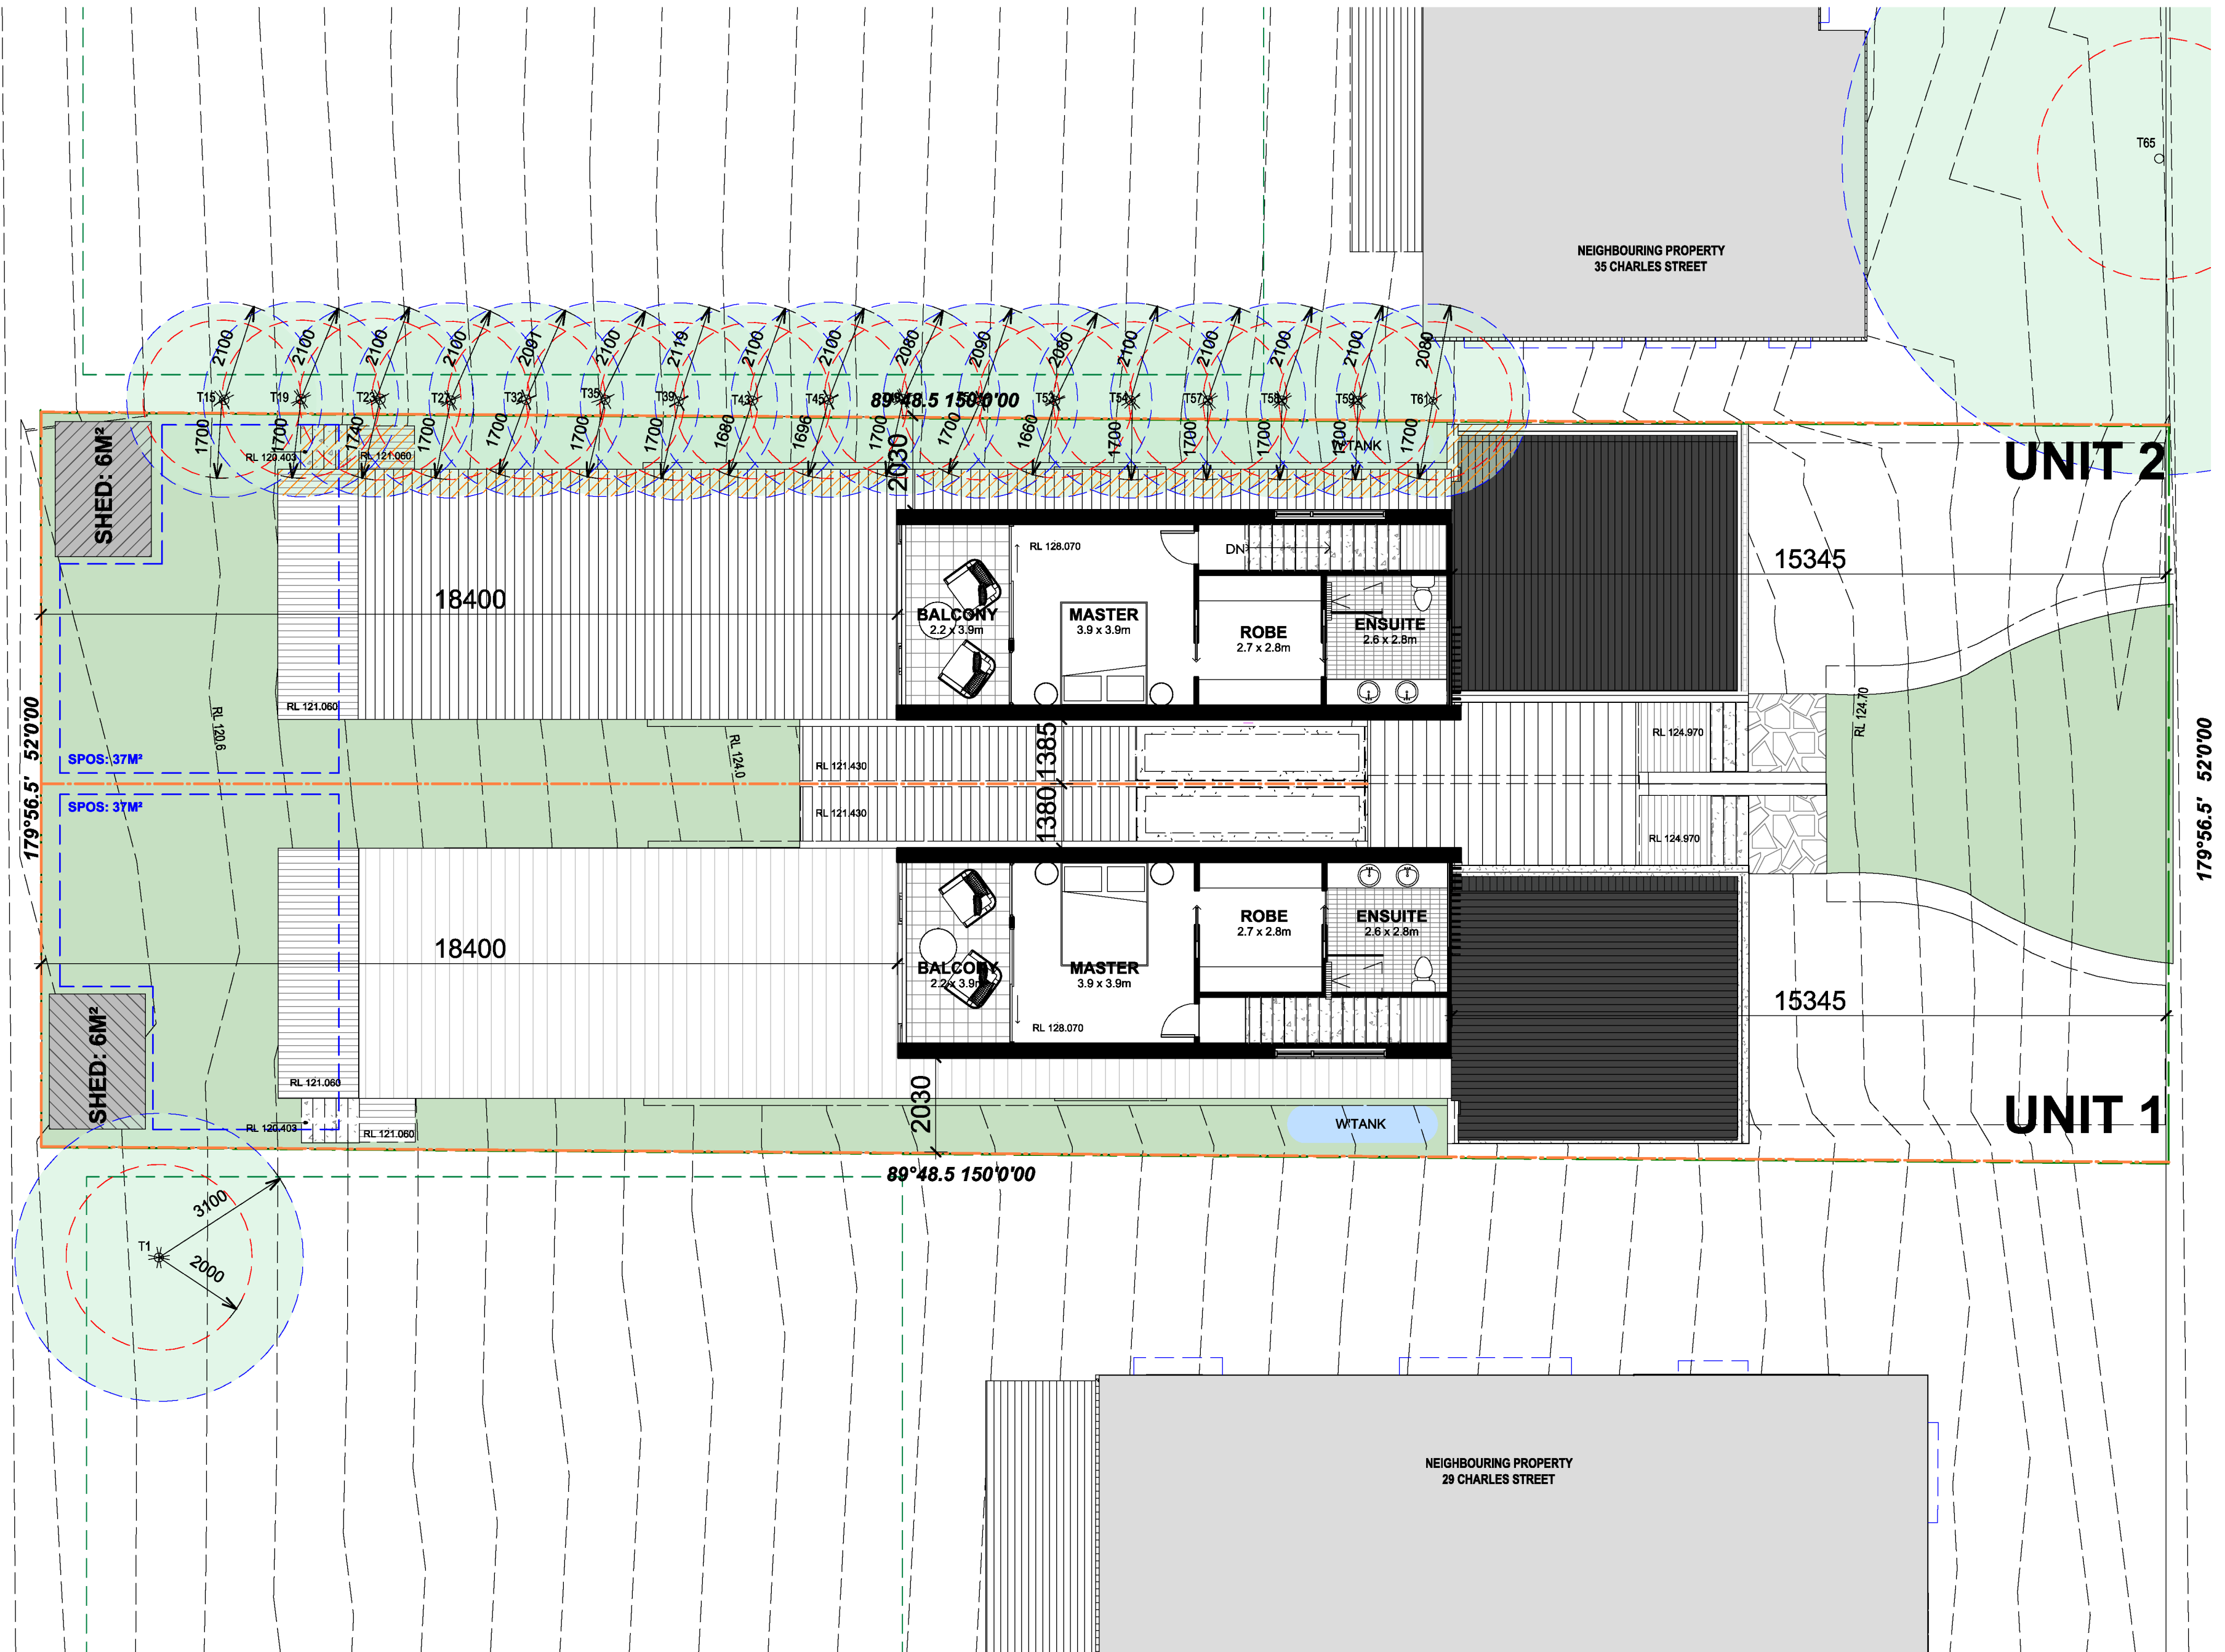 T65
NEIGHBOURING PROPERTY
35 CHARLES STREET
2100
2100
2100
2100
2091
2100
2119
2100
2100
2080
2090
2080
2100
2100
2100
2100
2080
T15
T19
T23
T27
T32
T35
T39
T43
T45
89°48.5 150'0'00
T53
T54
T57
T58
T59
T61
1700
1700
1740
1700
1700
1700
1700
1680
1696
1700
1700
1660
1700
1700
1700
1300
1700
W'TANK
RL 120.403
RL 121.060
2030
UNIT 2
SHED: 6M²
RL 128.070
DN
15345
18400
BALCONY
2.2 x 3.9m
MASTER
3.9 x 3.9m
ROBE
2.7 x 2.8m
ENSUITE
2.6 x 2.8m
RL 121.060
RL 120.6
RL 124.0
RL 124.70
RL 124.970
179°56.5' 52'0'00
179°56.5' 52'0'00
SPOS: 37M²
RL 121.430
1385
SPOS: 37M²
RL 121.430
1380
RL 124.970
18400
BALCONY
2.2 x 3.9m
MASTER
3.9 x 3.9m
ROBE
2.7 x 2.8m
ENSUITE
2.6 x 2.8m
15345
RL 128.070
SHED: 6M²
RL 121.060
2030
RL 120.403
RL 121.060
W'TANK
UNIT 1
89°48.5 150'0'00
3100
T1
2000
NEIGHBOURING PROPERTY
29 CHARLES STREET